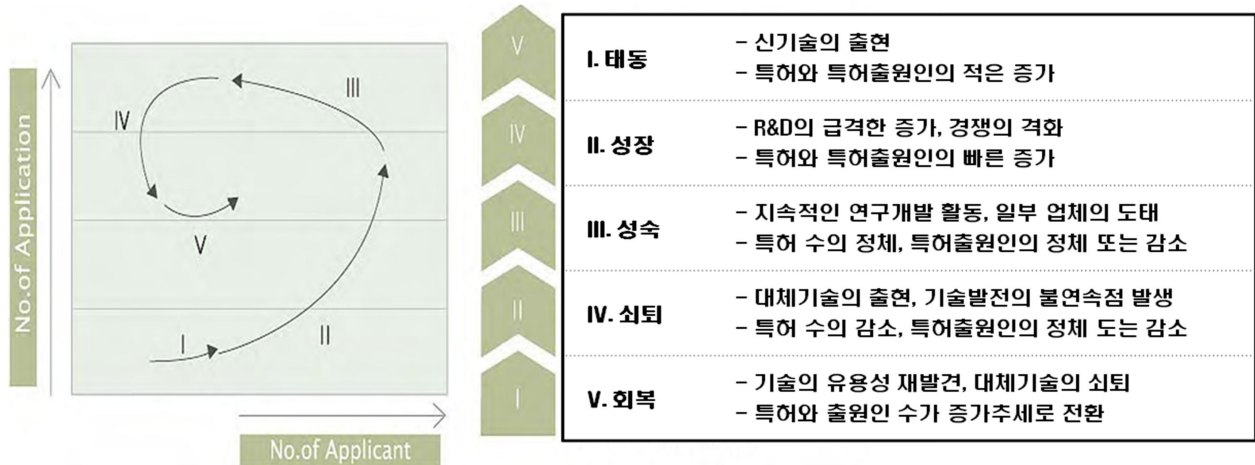 No.of Application
I
II
III
IV
V
No.of Applicant
V
IV
III
II
I
I. 태동
– 신기술의 출현
– 특허와 특허출원인의 적은 증가
II. 성장
– R&D의 급격한 증가, 경쟁의 격화
– 특허와 특허출원인의 빠른 증가
III. 성숙
– 지속적인 연구개발 활동, 일부 업체의 도태
– 특허 수의 정체, 특허출원인의 정체 또는 감소
IV. 쇠퇴
– 대체기술의 출현, 기술발전의 불연속점 발생
– 특허 수의 감소, 특허출원인의 정체 도는 감소
V. 회복
– 기술의 유용성 재발견, 대체기술의 쇠퇴
– 특허와 출원인 수가 증가추세로 전환